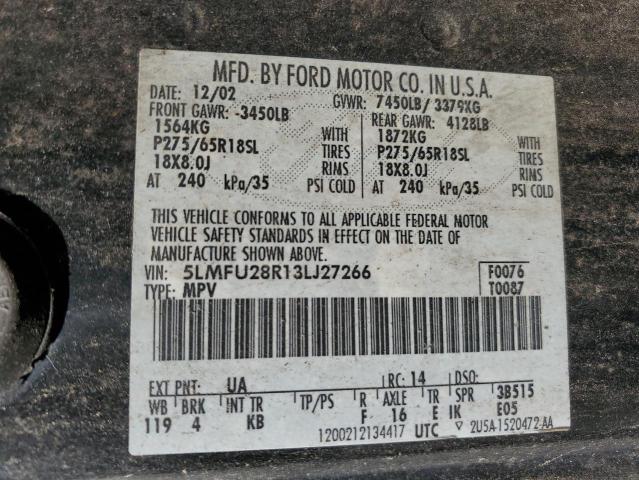 MFD. BY FORD MOTOR CO. IN U.S.A.
DATE: 12/02 GVWR: 7450LB/ 3379KG
FRONT GAWR: -3450LB REAR GAWR: 4128LB
1564KG WITH 1872KG WITH
P275/65R18SL TIRES P275/65R18SL TIRES
18X8.0J RIMS 18X8.0J RIMS
AT 240 kPa/35 PSI COLD AT 240 kPa/35 PSI COLD
THIS VEHICLE CONFORMS TO ALL APPLICABLE FEDERAL MOTOR
VEHICLE SAFETY STANDARDS IN EFFECT ON THE DATE OF
MANUFACTURE SHOWN ABOVE.
VIN: 5LMFU28R13LJ27266 F0076
TYPE: MPV T0087
EXT PNT: UA RC: 14 DSO:
WB BRK INT TR TP/PS R AXLE TR SPR 3B515
119 4 KB F 16 E IK E05
1200212134417 UTC ▽ 2U5A-1520472-AA